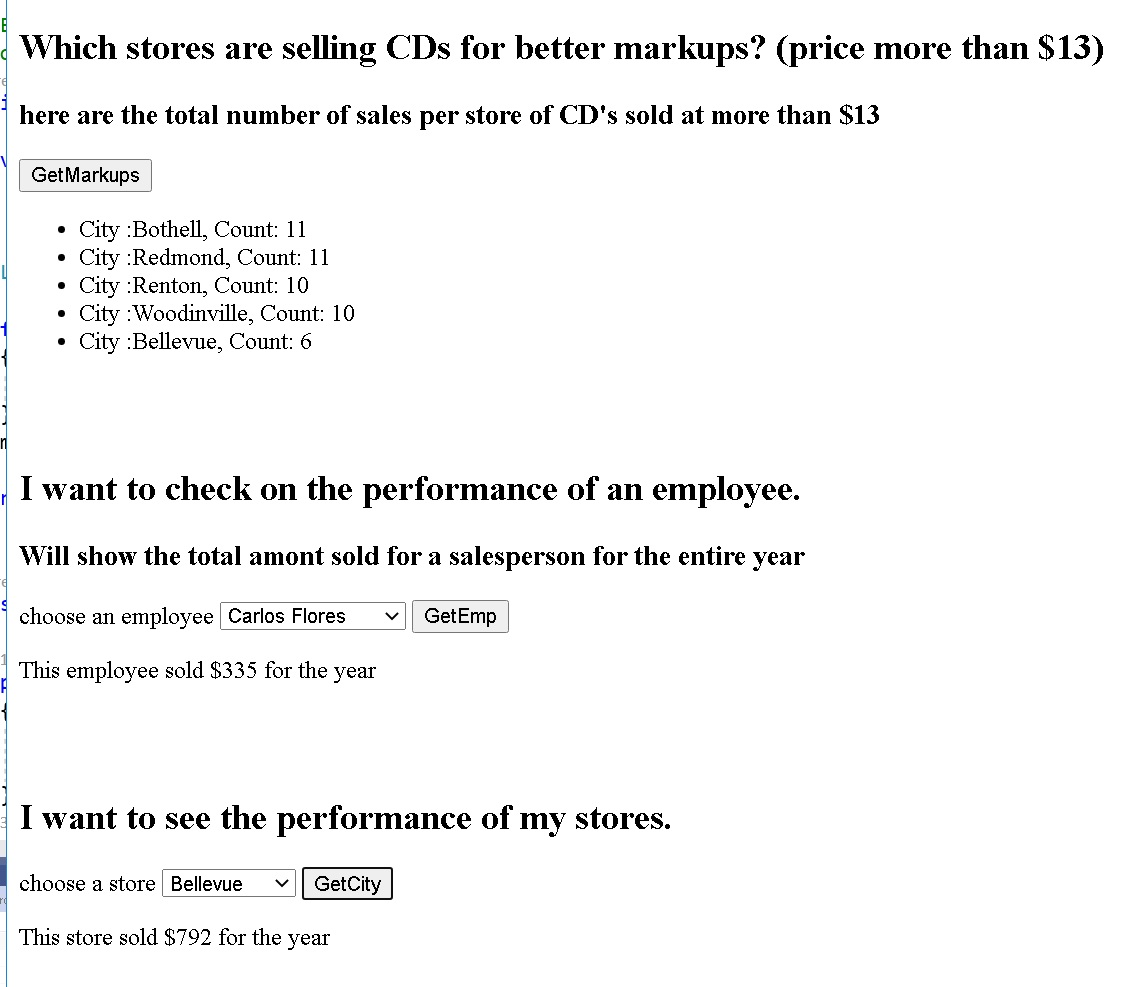 Which stores are selling CDs for better markups? (price more than $13)
here are the total number of sales per store of CD's sold at more than $13
GetMarkups
City :Bothell, Count: 11
City :Redmond, Count: 11
City :Renton, Count: 10
City :Woodinville, Count: 10
City :Bellevue, Count: 6
I want to check on the performance of an employee.
Will show the total amont sold for a salesperson for the entire year
choose an employee Carlos Flores GetEmp
This employee sold $335 for the year
I want to see the performance of my stores.
choose a store Bellevue GetCity
This store sold $792 for the year